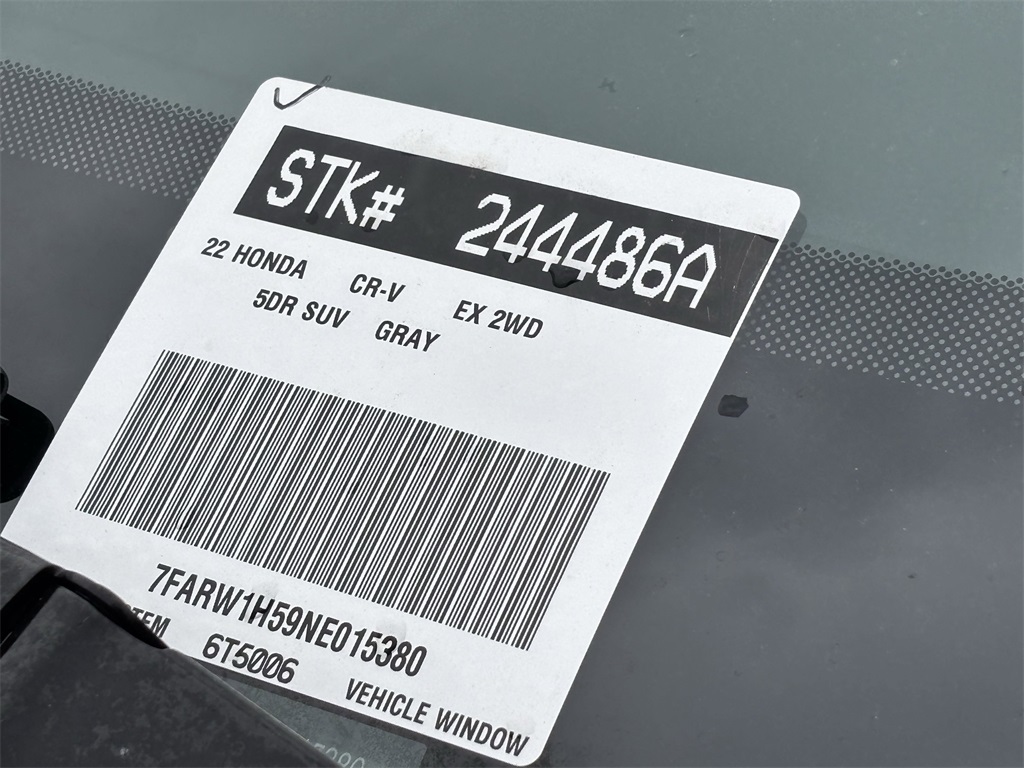 STK# 244486A
22 HONDA CR-V EX 2WD
5DR SUV GRAY
7FARW1H59NE015380
6T5006 VEHICLE WINDOW